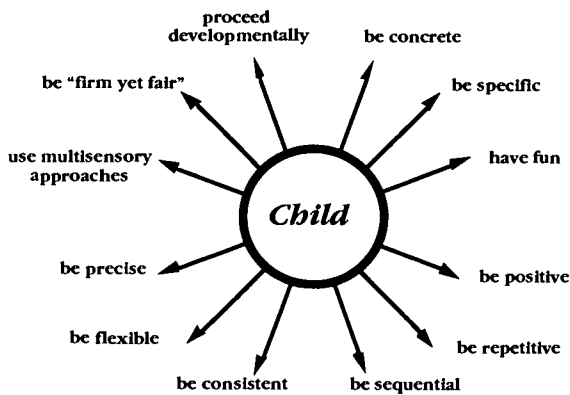 proceed
developmentally
be concrete
be "firm yet fair"
be specific
use multisensory
approaches
have fun
Child
be precise
be positive
be flexible
be repetitive
be consistent
be sequential